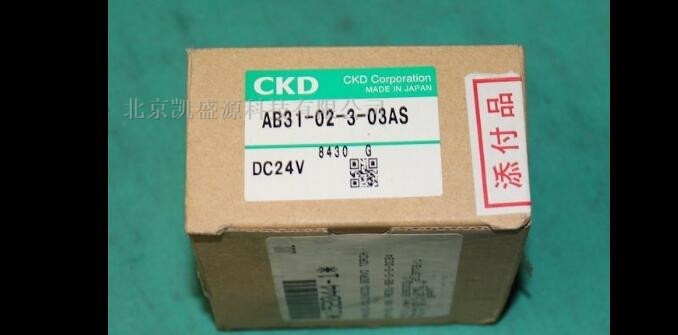 CKD
CKD Corporation
MADE IN JAPAN
北京凯盛源科技有限公司
AB31-02-3-03AS
8430 G
DC24V
添付品